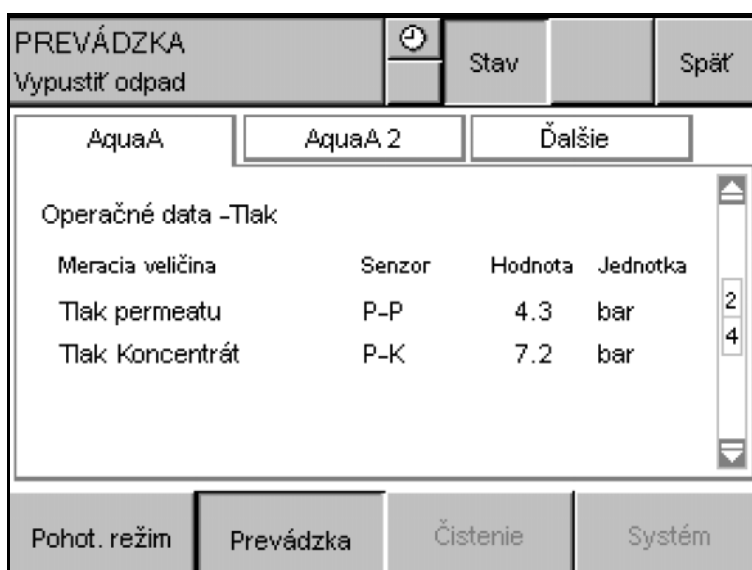 PREVÁDZKA
Vypustiť odpad
Stav
Späť
AquaA
AquaA 2
Ďalšie
Operačné data -Tlak
Meracia veličina Senzor Hodnota Jednotka
Tlak permeatu P-P 4.3 bar
Tlak Koncentrát P-K 7.2 bar
2
4
Pohot. režim
Prevádzka
Čistenie
Systém